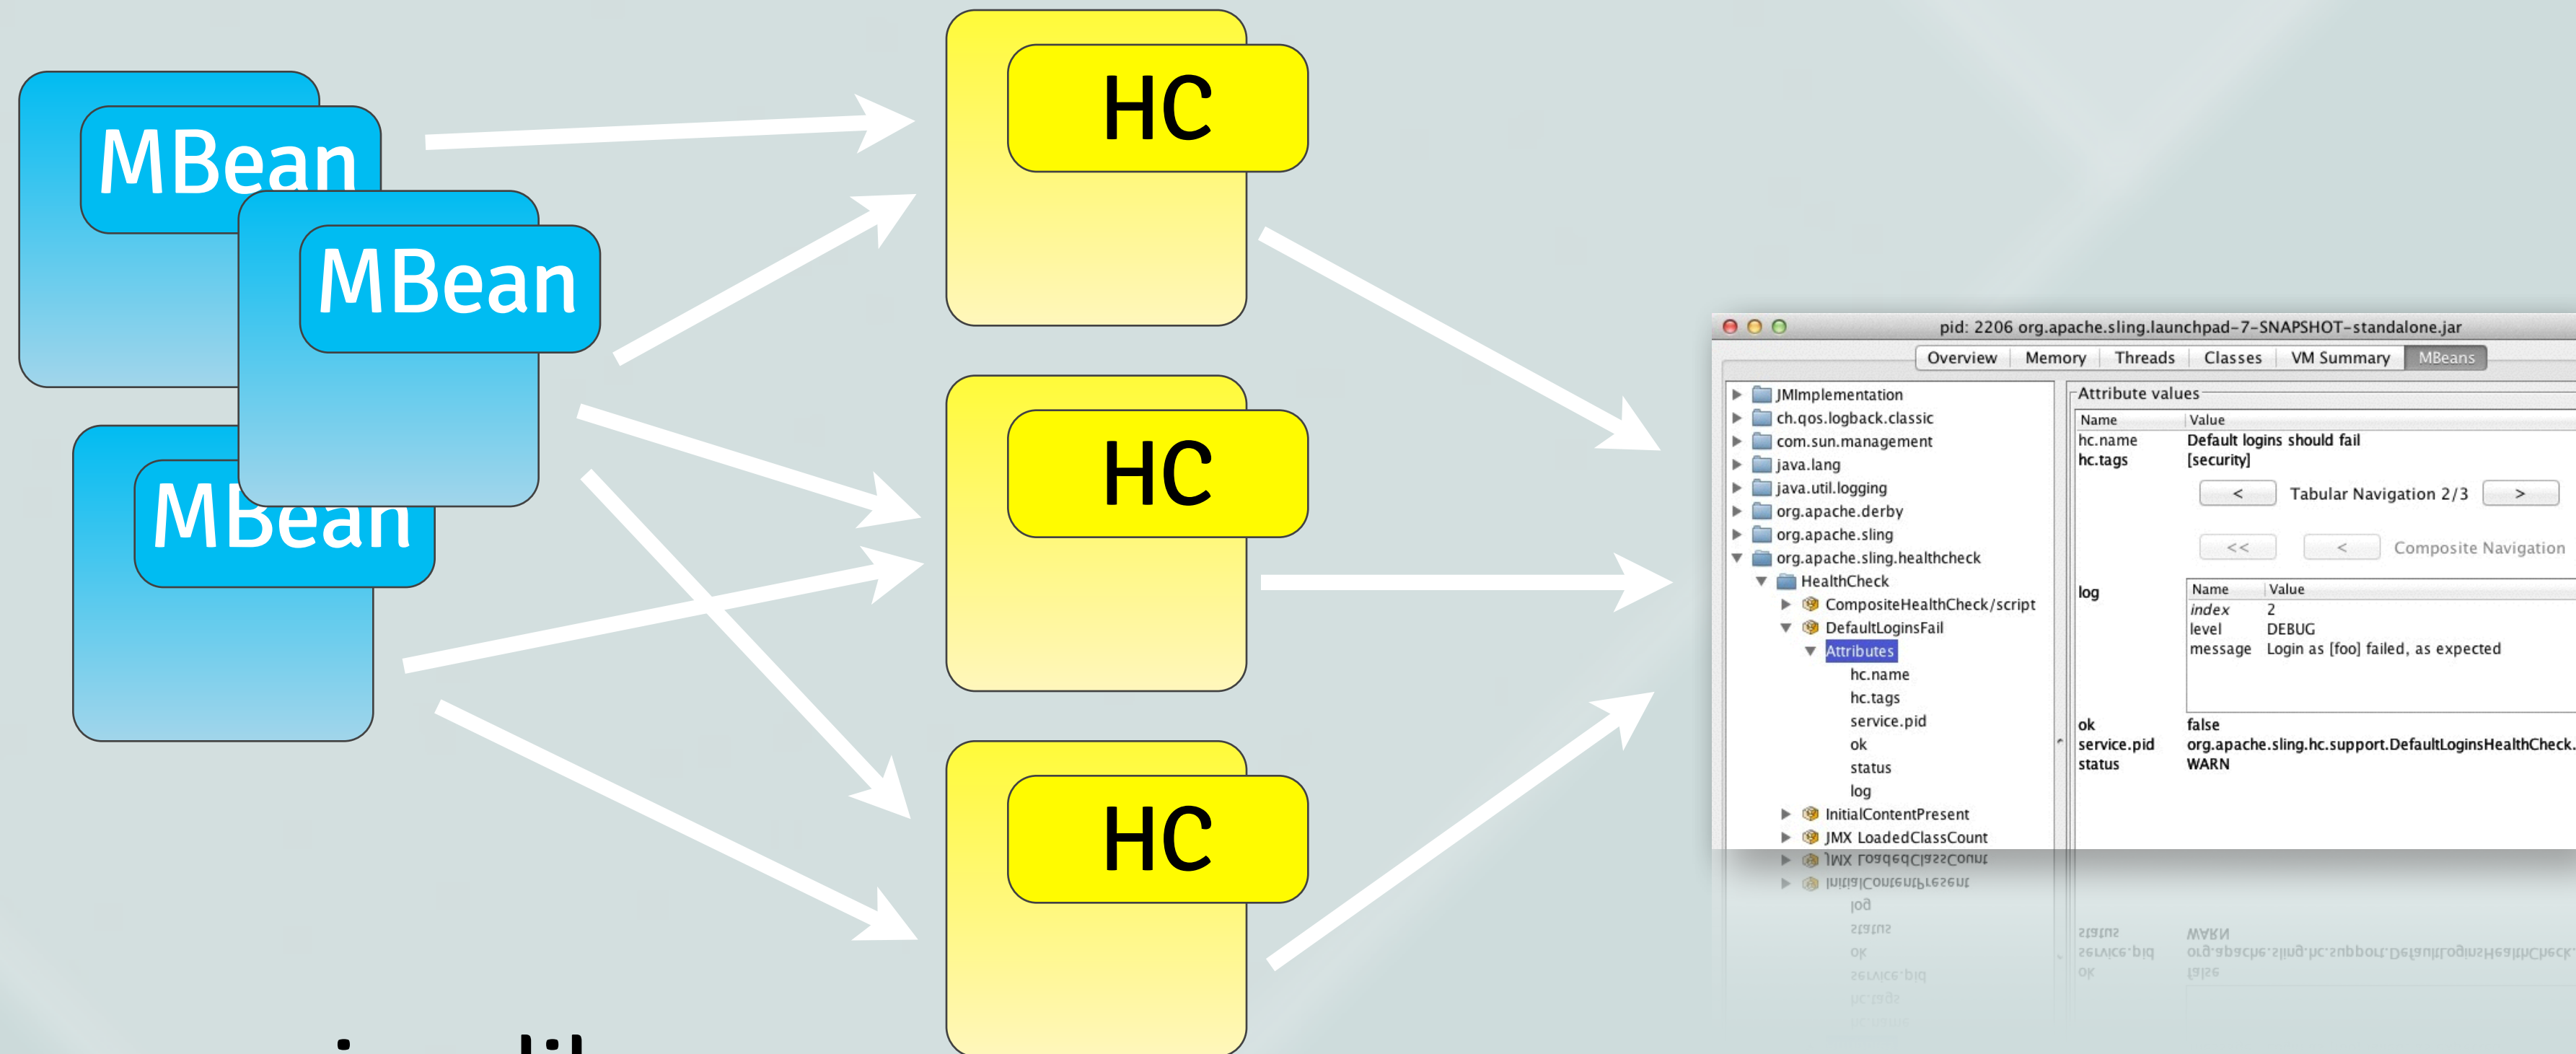 MBean
MBean
MBean
HC
HC
HC
pid: 2206 org.apache.sling.launchpad-7-SNAPSHOT-standalone.jar
Overview Memory Threads Classes VM Summary MBeans
JMImplementation
ch.qos.logback.classic
com.sun.management
java.lang
java.util.logging
org.apache.derby
org.apache.sling
org.apache.sling.healthcheck
HealthCheck
CompositeHealthCheck/script
DefaultLoginsFail
Attributes
hc.name
hc.tags
service.pid
ok
status
log
InitialContentPresent
JMX LoadedClassCount
Attribute values
Name Value
hc.name Default logins should fail
hc.tags [security]
< Tabular Navigation 2/3 >
<< < Composite Navigation
log
Name Value
index 2
level DEBUG
message Login as [foo] failed, as expected
ok false
service.pid org.apache.sling.hc.support.DefaultLoginsHealthCheck.
status WARN